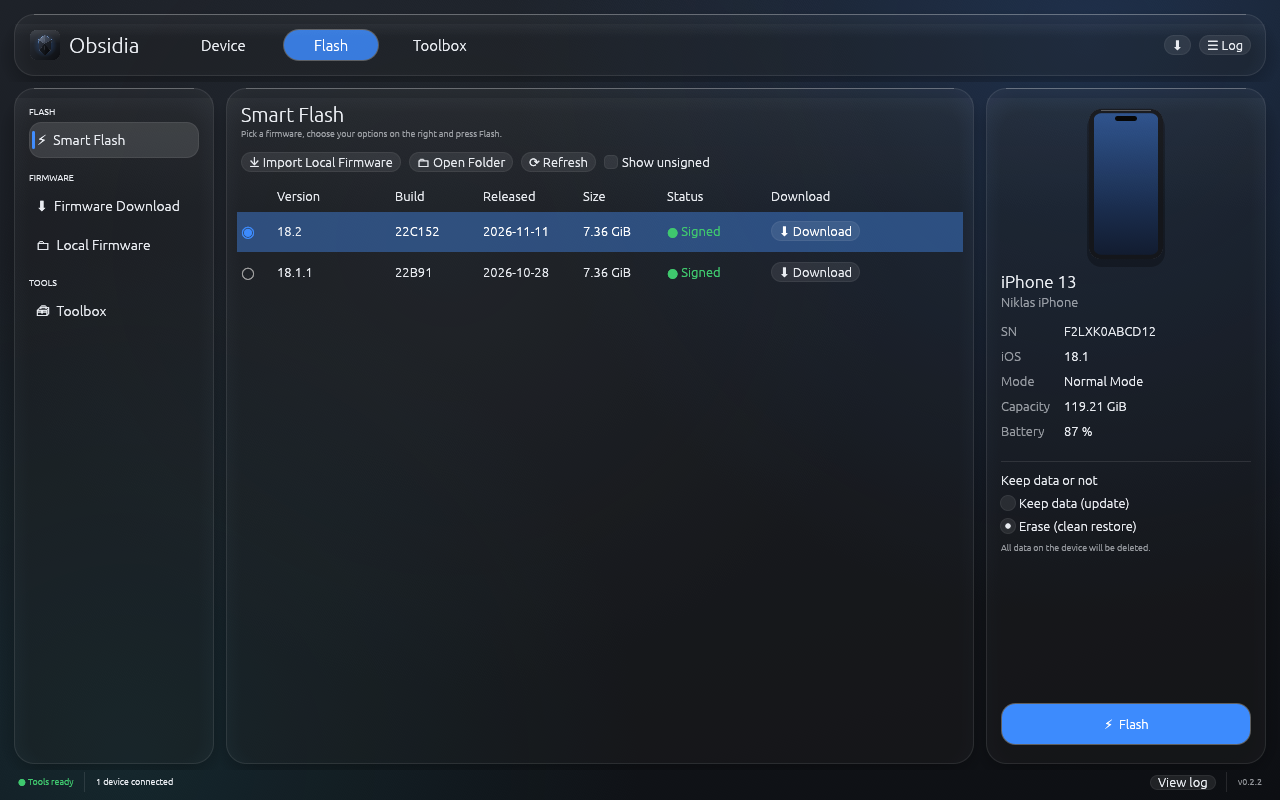 Obsidia
Device
Flash
Toolbox
⬇
☰ Log
FLASH
⚡ Smart Flash
FIRMWARE
⬇ Firmware Download
Local Firmware
TOOLS
Toolbox
Smart Flash
Pick a firmware, choose your options on the right and press Flash.
Import Local Firmware
Open Folder
⟳ Refresh
Show unsigned
Version Build Released Size Status Download
18.2 22C152 2026-11-11 7.36 GiB ● Signed ⬇ Download
18.1.1 22B91 2026-10-28 7.36 GiB ● Signed ⬇ Download
iPhone 13
Niklas iPhone
SN F2LXK0ABCD12
iOS 18.1
Mode Normal Mode
Capacity 119.21 GiB
Battery 87 %
Keep data or not
Keep data (update)
Erase (clean restore)
All data on the device will be deleted.
⚡ Flash
● Tools ready
1 device connected
View log
v0.2.2